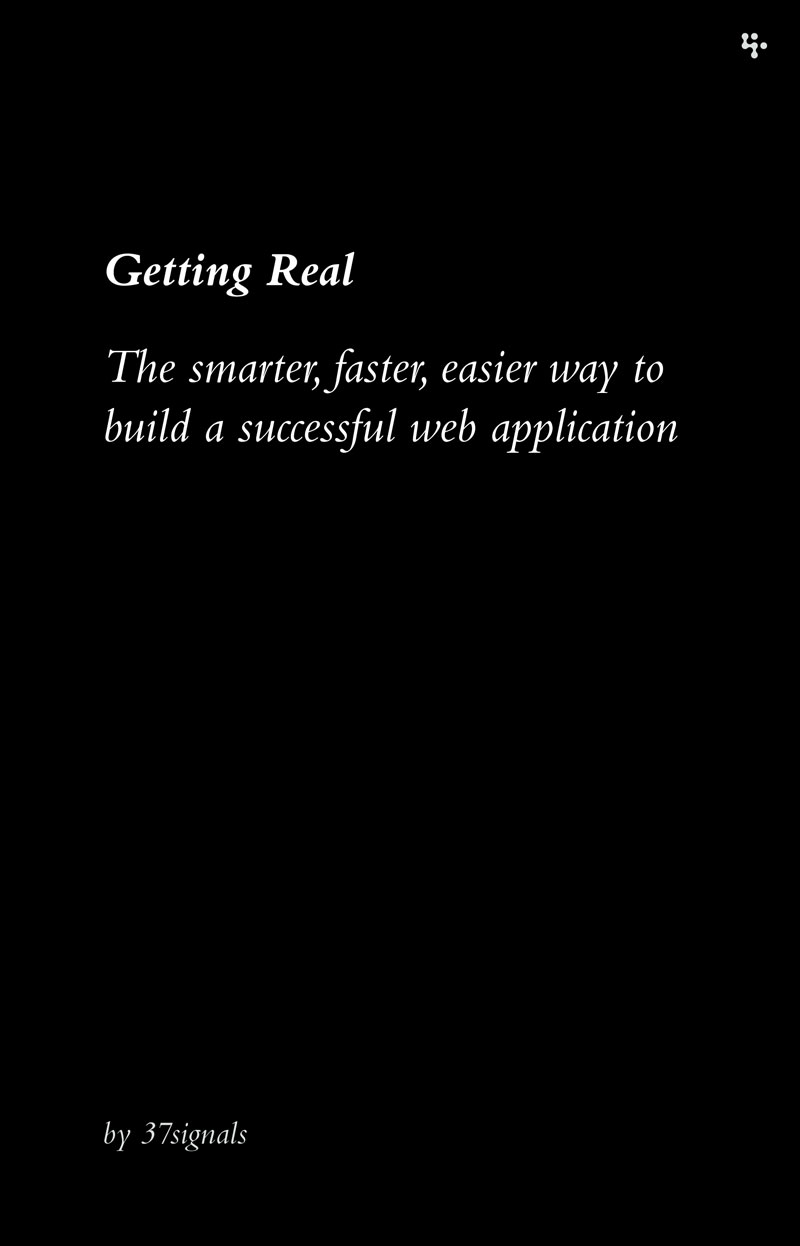 Getting Real
The smarter, faster, easier way to
build a successful web application
by 37signals